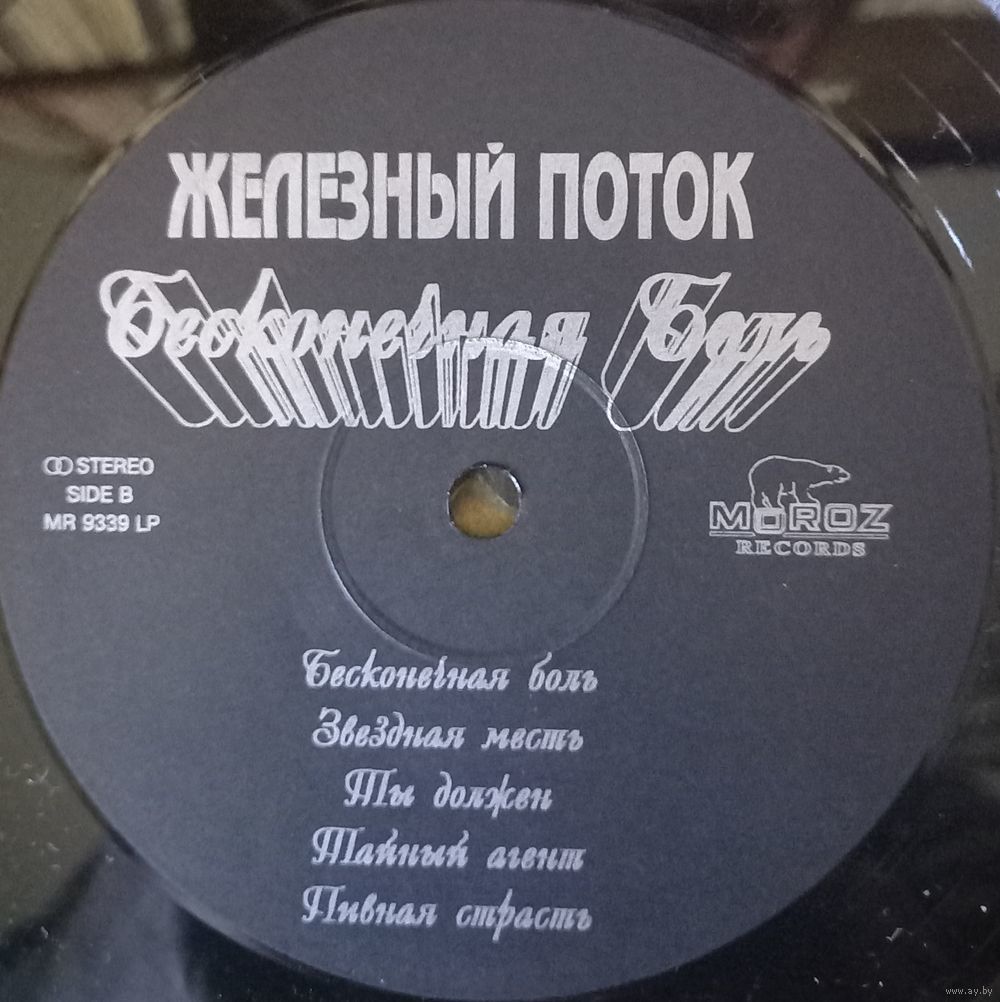 ЖЕЛЕЗНЫЙ ПОТОК
Бесконечная Боль
STEREO
SIDE B
MR 9339 LP
MOROZ
RECORDS
Бесконечная боль
Звездная месть
Ты должен
Тайный агент
Пивная страсть
www.ay.by